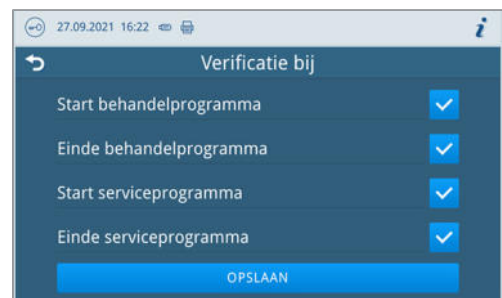 27.09.2021 16:22
i
Verificatie bij
Start behandelprogramma
Einde behandelprogramma
Start serviceprogramma
Einde serviceprogramma
OPSLAAN